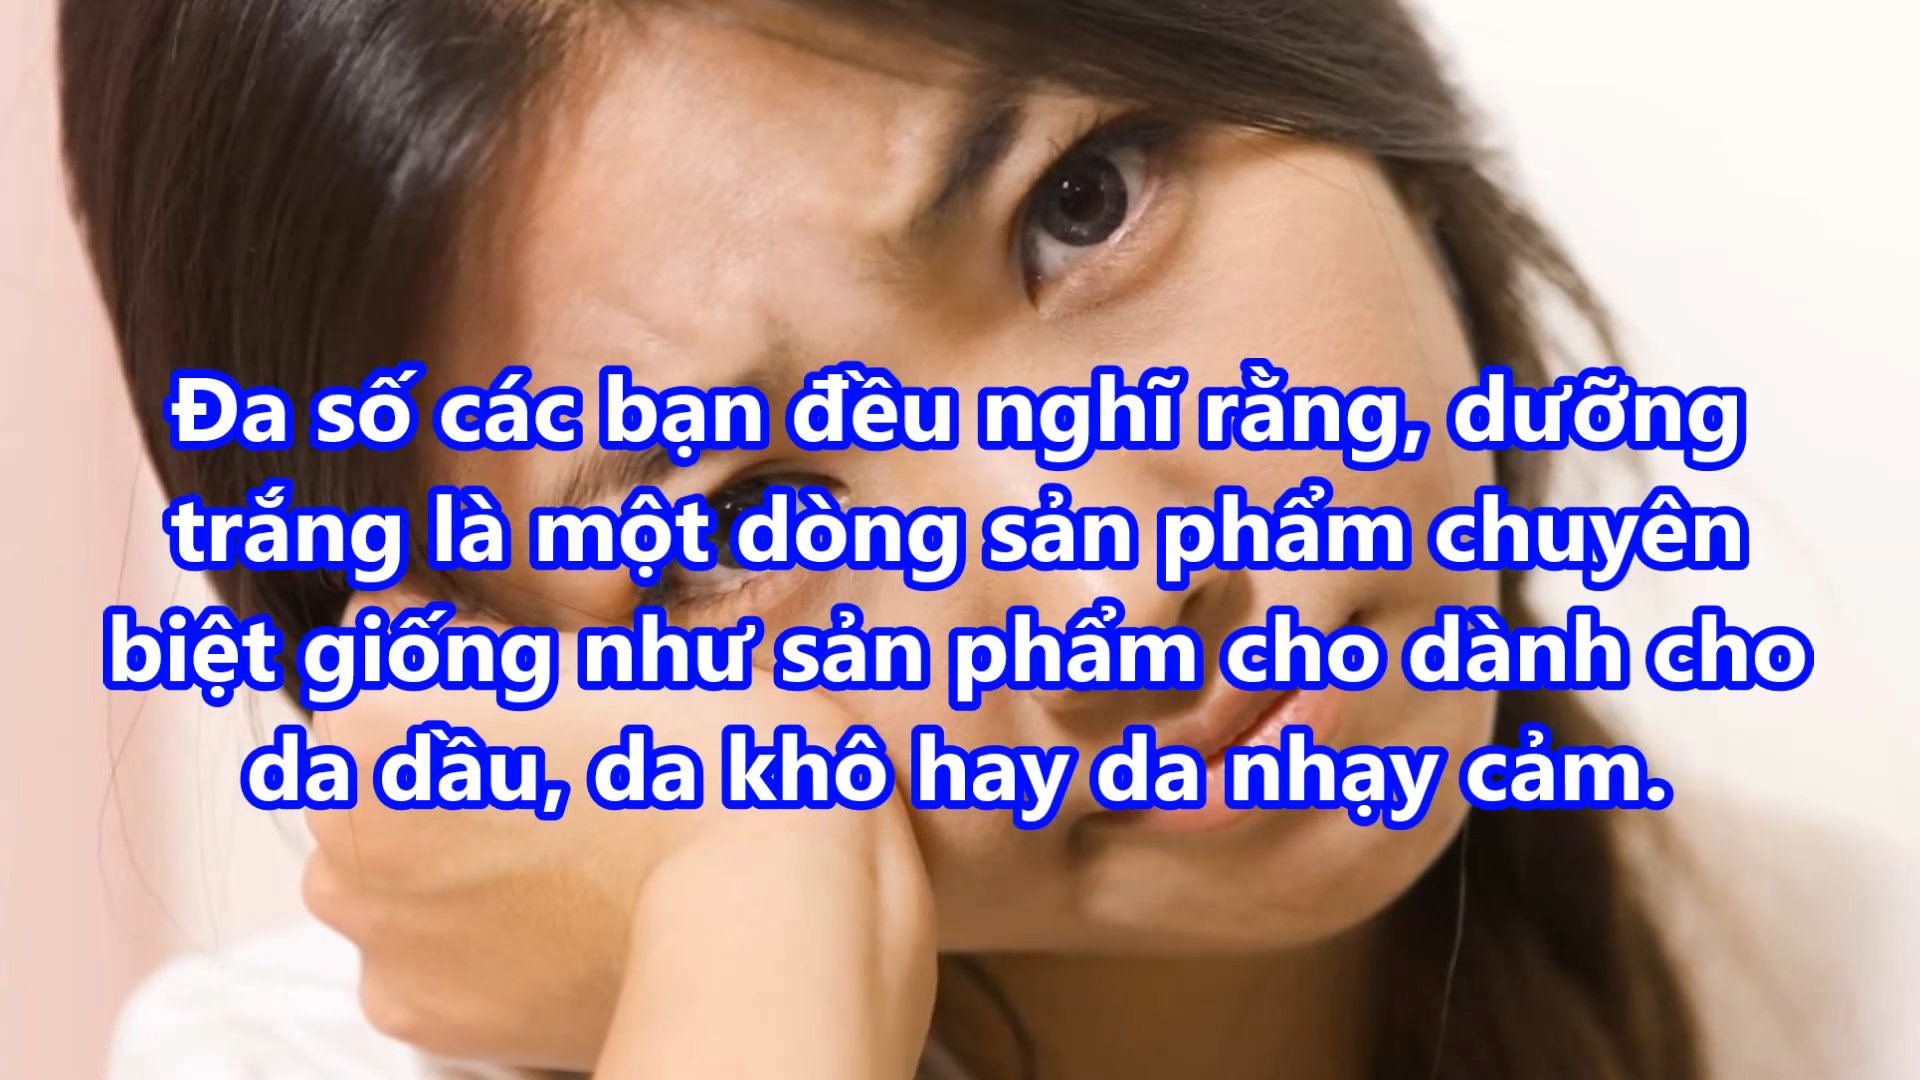 Đa số các bạn đều nghĩ rằng, dưỡng
trắng là một dòng sản phẩm chuyên
biệt giống như sản phẩm cho dành cho
da dầu, da khô hay da nhạy cảm.